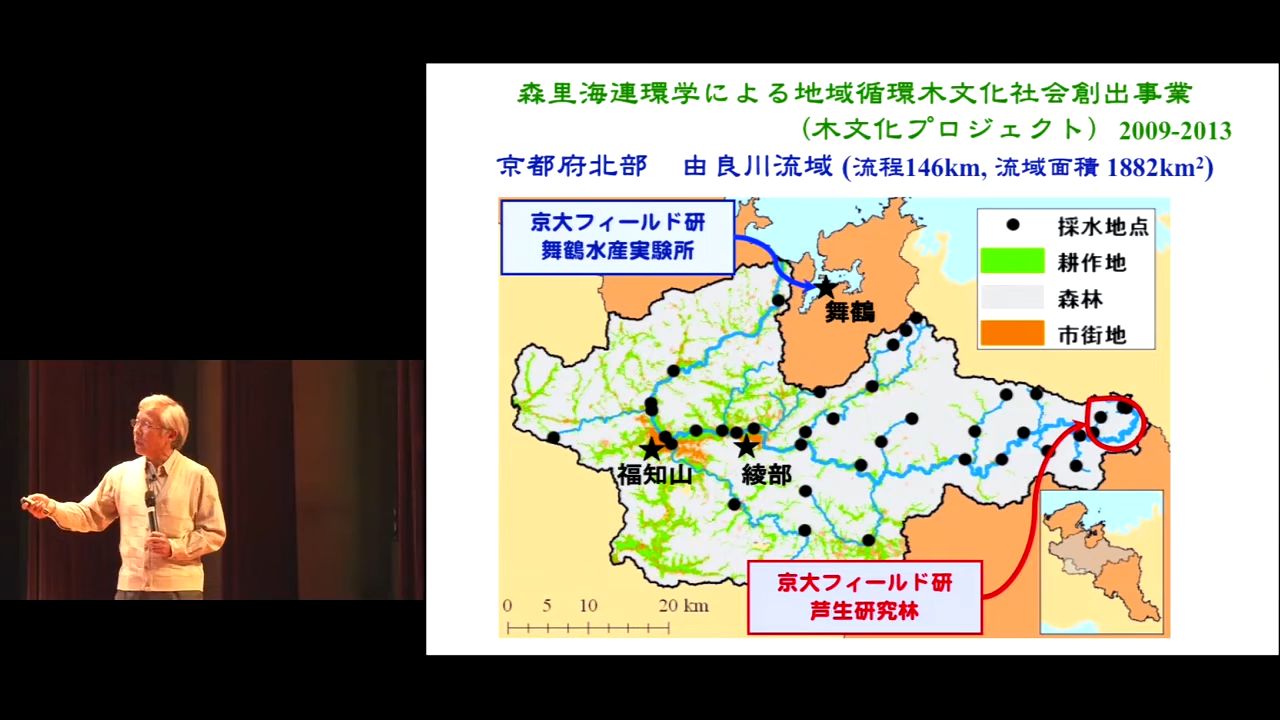 森里海連環学による地域循環木文化社会創出事業
（木文化プロジェクト） 2009-2013
京都府北部　由良川流域 (流程146km, 流域面積 1882km²)
京大フィールド研
舞鶴水産実験所
採水地点
耕作地
森林
市街地
舞鶴
福知山
綾部
京大フィールド研
芦生研究林
0 5 10 20 km